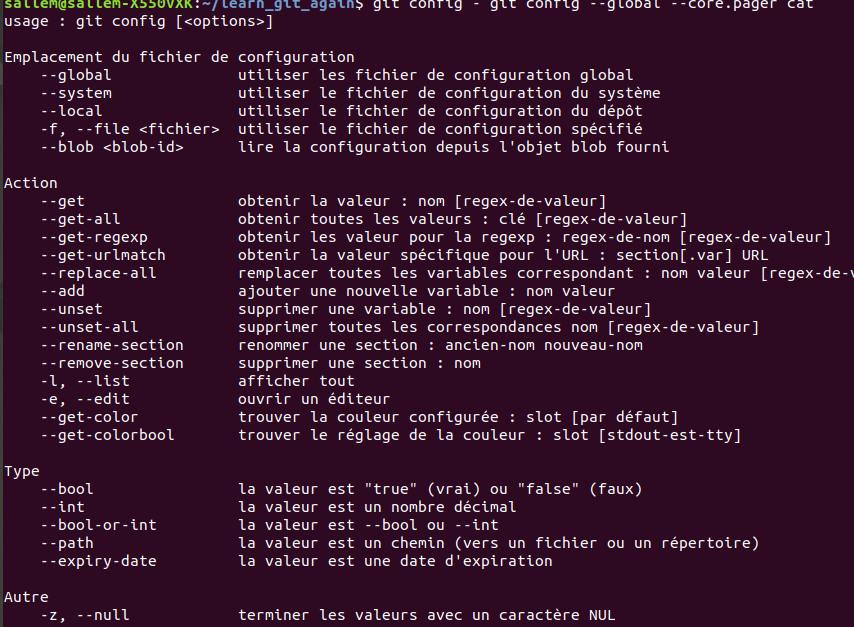 sallem@sallem-X550VXK:~/learn_git_again$ git config - git config --global --core.pager cat
usage : git config [<options>]
Emplacement du fichier de configuration
--global utiliser les fichier de configuration global
--system utiliser le fichier de configuration du système
--local utiliser le fichier de configuration du dépôt
-f, --file <fichier> utiliser le fichier de configuration spécifié
--blob <blob-id> lire la configuration depuis l'objet blob fourni
Action
--get obtenir la valeur : nom [regex-de-valeur]
--get-all obtenir toutes les valeurs : clé [regex-de-valeur]
--get-regexp obtenir les valeur pour la regexp : regex-de-nom [regex-de-valeur]
--get-urlmatch obtenir la valeur spécifique pour l'URL : section[.var] URL
--replace-all remplacer toutes les variables correspondant : nom valeur [regex-de-v
--add ajouter une nouvelle variable : nom valeur
--unset supprimer une variable : nom [regex-de-valeur]
--unset-all supprimer toutes les correspondances nom [regex-de-valeur]
--rename-section renommer une section : ancien-nom nouveau-nom
--remove-section supprimer une section : nom
-l, --list afficher tout
-e, --edit ouvrir un éditeur
--get-color trouver la couleur configurée : slot [par défaut]
--get-colorbool trouver le réglage de la couleur : slot [stdout-est-tty]
Type
--bool la valeur est "true" (vrai) ou "false" (faux)
--int la valeur est un nombre décimal
--bool-or-int la valeur est --bool ou --int
--path la valeur est un chemin (vers un fichier ou un répertoire)
--expiry-date la valeur est une date d'expiration
Autre
-z, --null terminer les valeurs avec un caractère NUL